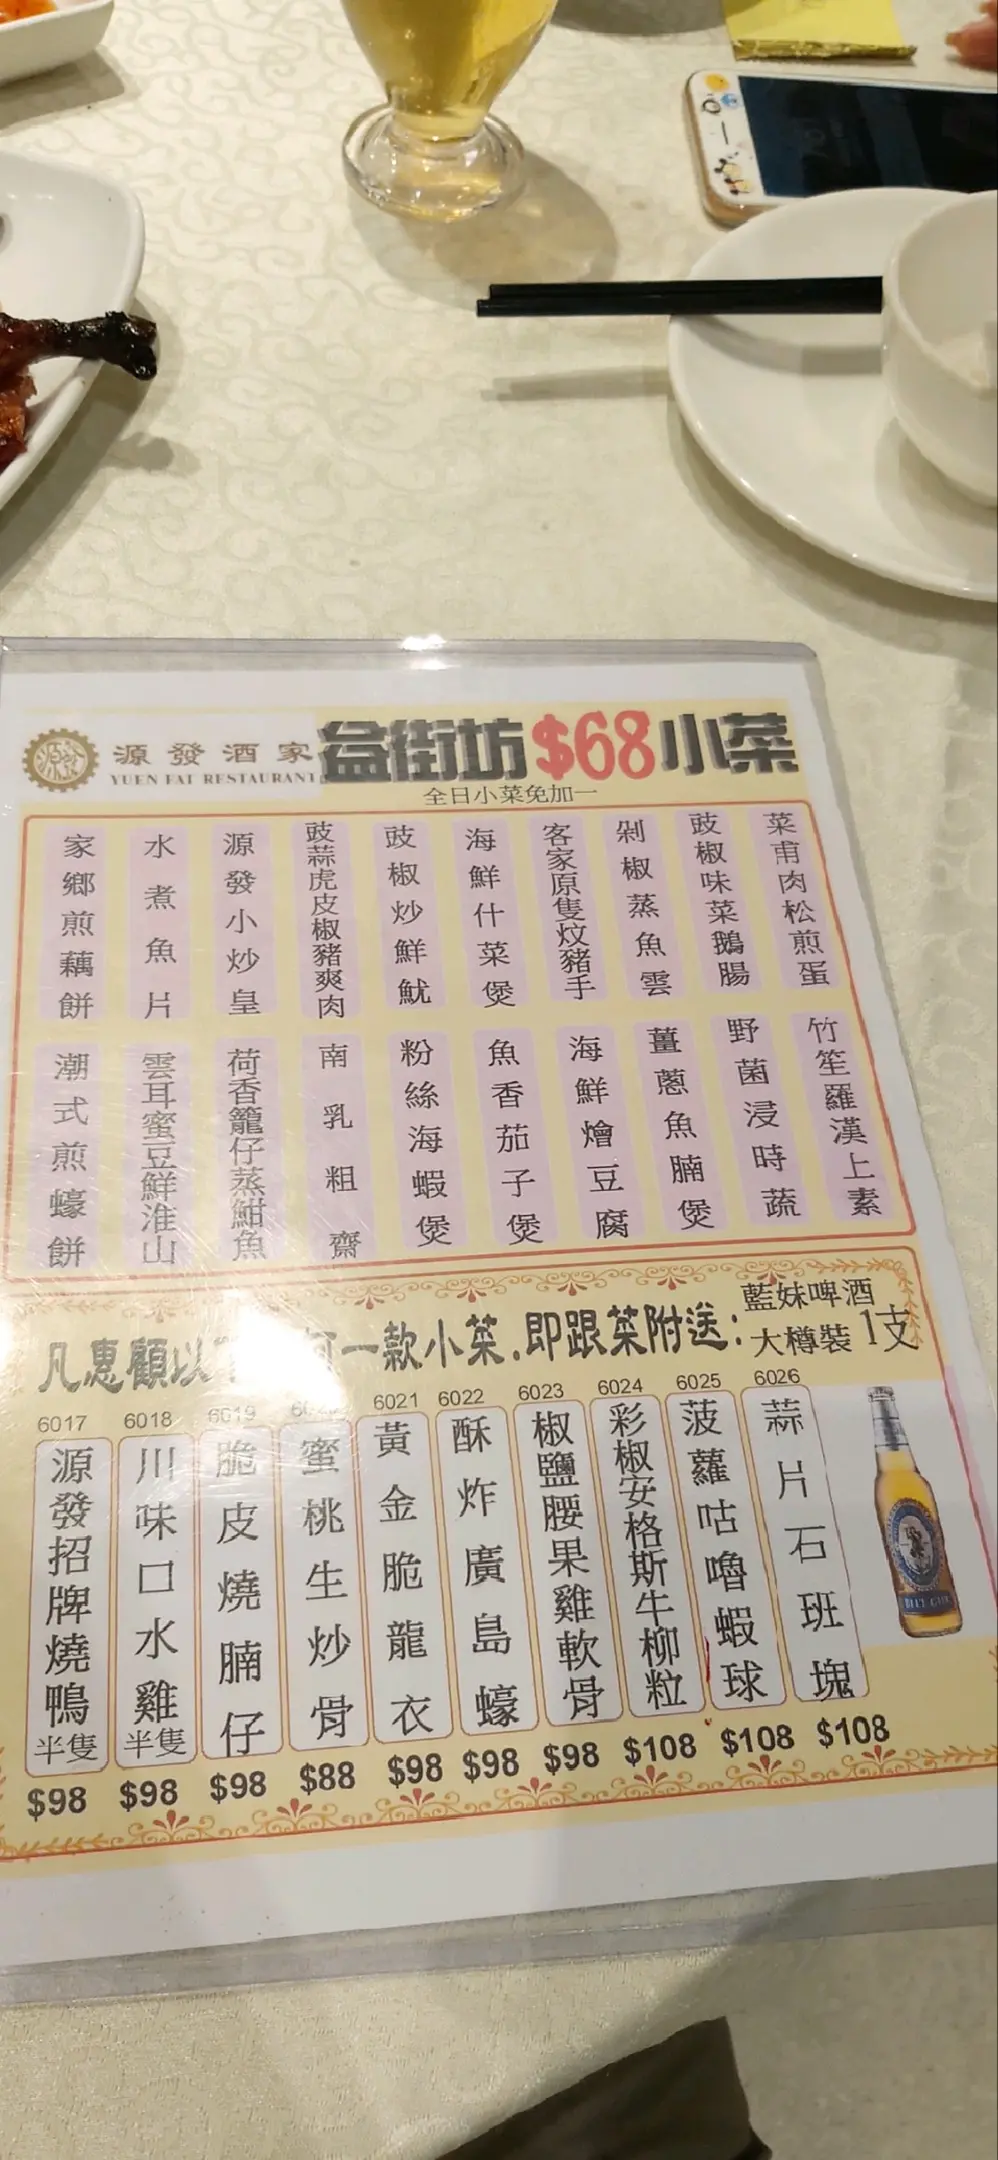 源發酒家
YUEN FAT RESTAURANT
益街坊$68小菜
全日小菜免加一
菜甫肉松煎蛋
豉椒味菜鵝腸
剁椒蒸魚雲
客家原隻炆豬手
海鮮什菜煲
豉椒炒鮮魷
豉蒜虎皮椒豬爽肉
源發小炒皇
水煮魚片
家鄉煎藕餅
竹笙羅漢上素
野菌浸時蔬
薑蔥魚腩煲
海鮮燴豆腐
魚香茄子煲
粉絲海蝦煲
南乳粗齋
荷香籠仔蒸魽魚
雲耳蜜豆鮮淮山
潮式煎蠔餅
凡惠顧以 一款小菜.即跟菜附送:
藍妹啤酒
大樽裝1支
6026
蒜片石班塊
$108
6025
菠蘿咕嚕蝦球
$108
6024
彩椒安格斯牛柳粒
$108
6023
椒鹽腰果雞軟骨
$98
6022
酥炸廣島蠔
$98
6021
黃金脆龍衣
$98
蜜桃生炒骨
$88
6019
脆皮燒腩仔
$98
6018
川味口水雞半隻
$98
6017
源發招牌燒鴨半隻
$98